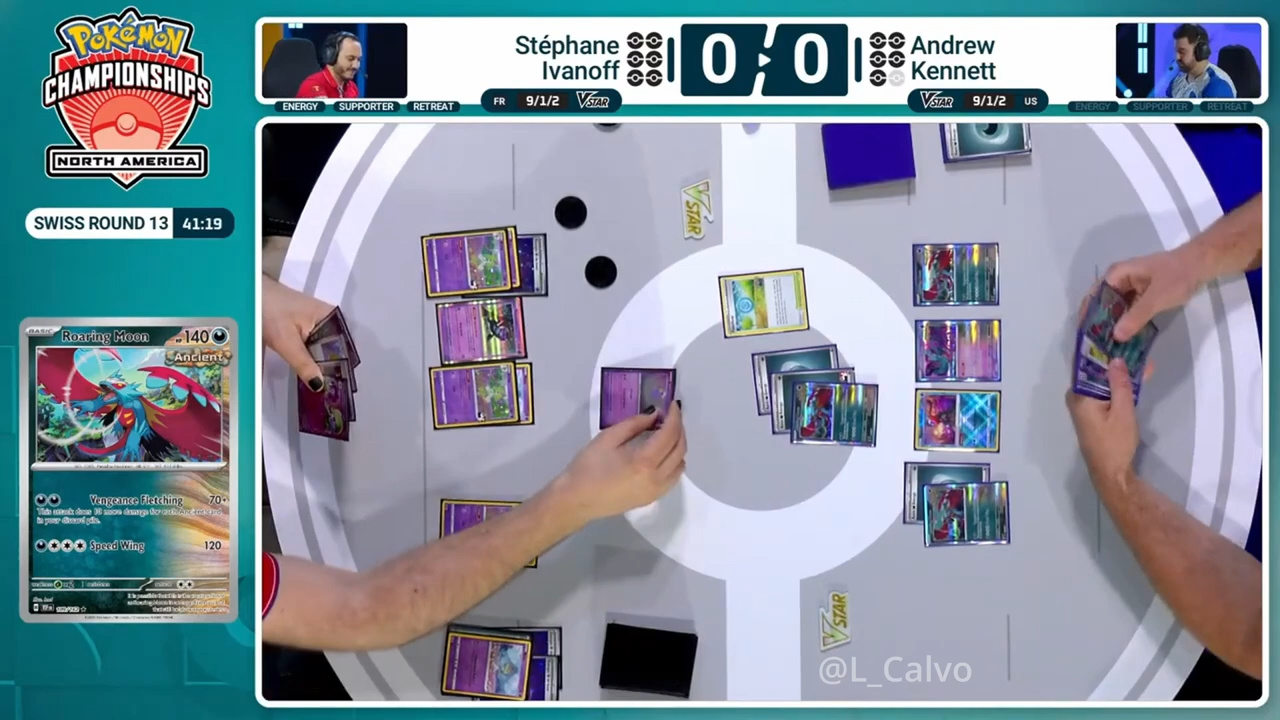 POKéMON
CHAMPIONSHIPS
NORTH AMERICA
SWISS ROUND 13
41:19
Stéphane
Ivanoff
0
0
Andrew
Kennett
ENERGY
SUPPORTER
RETREAT
FR
9/1/2
VSTAR
VSTAR
9/1/2
US
ENERGY
SUPPORTER
RETREAT
VSTAR
VSTAR
BASIC
Roaring Moon
HP 140
Ancient
Vengeance Fletching 70+
This attack does 10 more damage for each Ancient card
in your discard pile.
Speed Wing 120
@L_Calvo